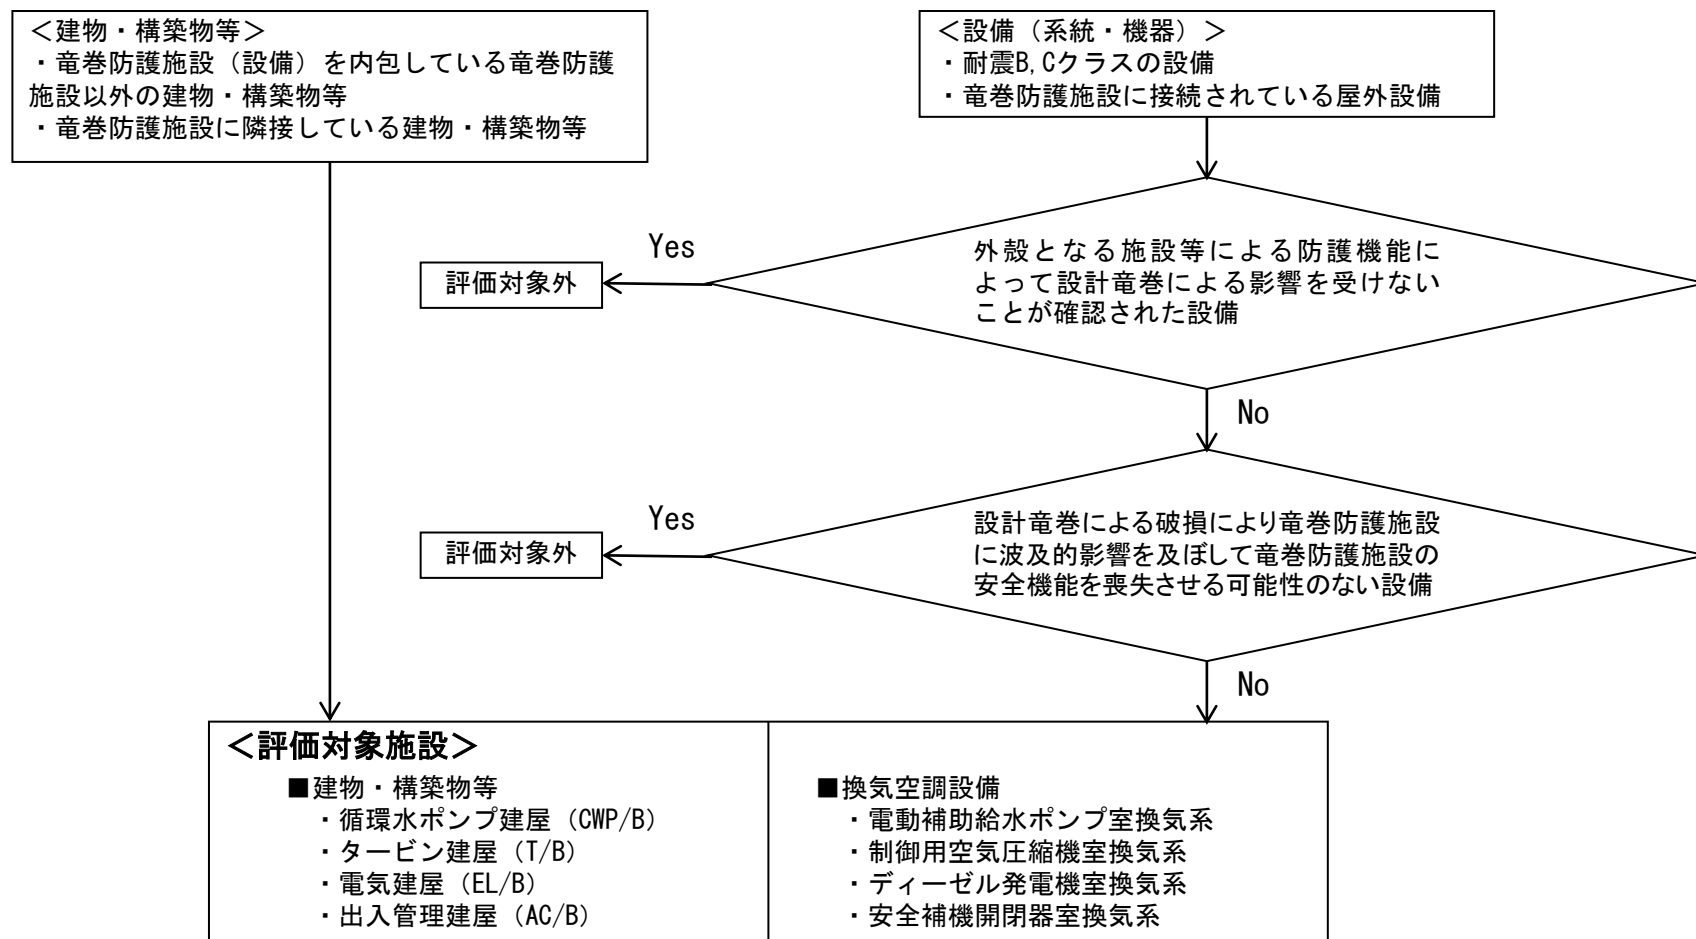 ＜建物・構築物等＞
・竜巻防護施設（設備）を内包している竜巻防護
施設以外の建物・構築物等
・竜巻防護施設に隣接している建物・構築物等
＜設備（系統・機器）＞
・耐震B,Cクラスの設備
・竜巻防護施設に接続されている屋外設備
外殻となる施設等による防護機能に
よって設計竜巻による影響を受けない
ことが確認された設備
Yes
評価対象外
No
設計竜巻による破損により竜巻防護施設
に波及的影響を及ぼして竜巻防護施設の
安全機能を喪失させる可能性のない設備
Yes
評価対象外
No
＜評価対象施設＞
■建物・構築物等
・循環水ポンプ建屋（CWP/B）
・タービン建屋（T/B）
・電気建屋（EL/B）
・出入管理建屋（AC/B）
■換気空調設備
・電動補助給水ポンプ室換気系
・制御用空気圧縮機室換気系
・ディーゼル発電機室換気系
・安全補機開閉器室換気系